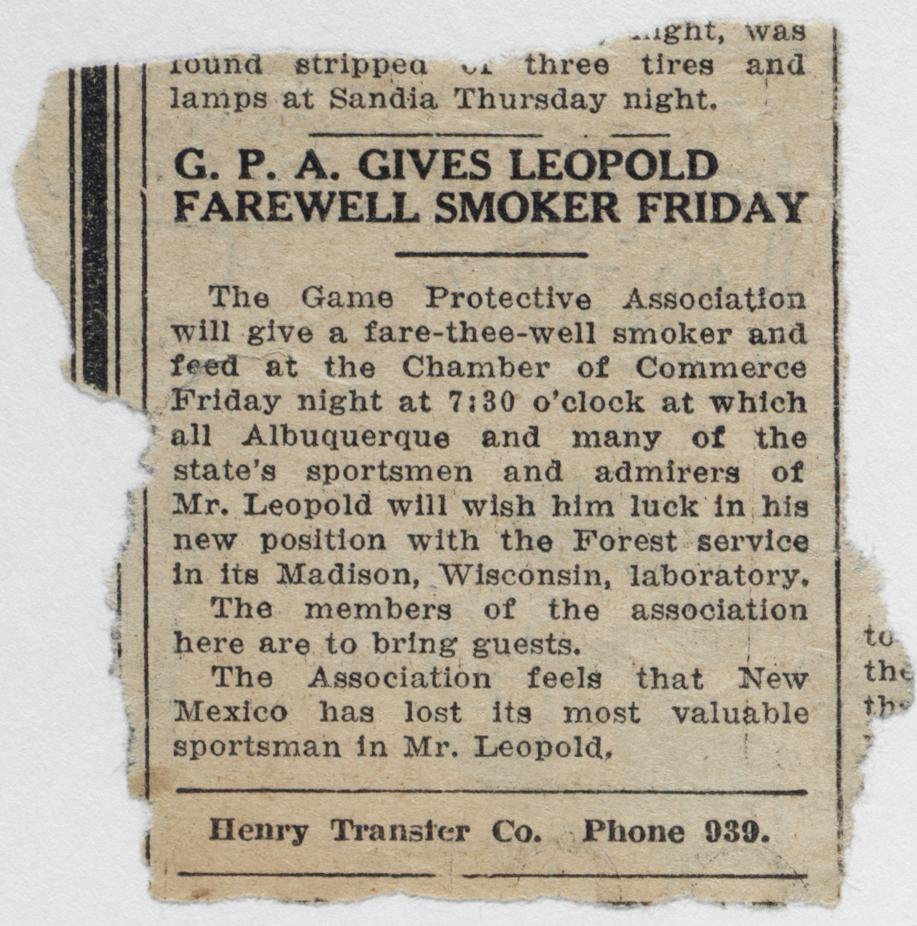 night, was
found stripped of three tires and
lamps at Sandia Thursday night.
G. P. A. GIVES LEOPOLD
FAREWELL SMOKER FRIDAY
The Game Protective Association
will give a fare-thee-well smoker and
feed at the Chamber of Commerce
Friday night at 7:30 o'clock at which
all Albuquerque and many of the
state's sportsmen and admirers of
Mr. Leopold will wish him luck in his
new position with the Forest service
in its Madison, Wisconsin, laboratory.
The members of the association
here are to bring guests.
The Association feels that New
Mexico has lost its most valuable
sportsman in Mr. Leopold.
Henry Transfer Co. Phone 939.
to
the
the